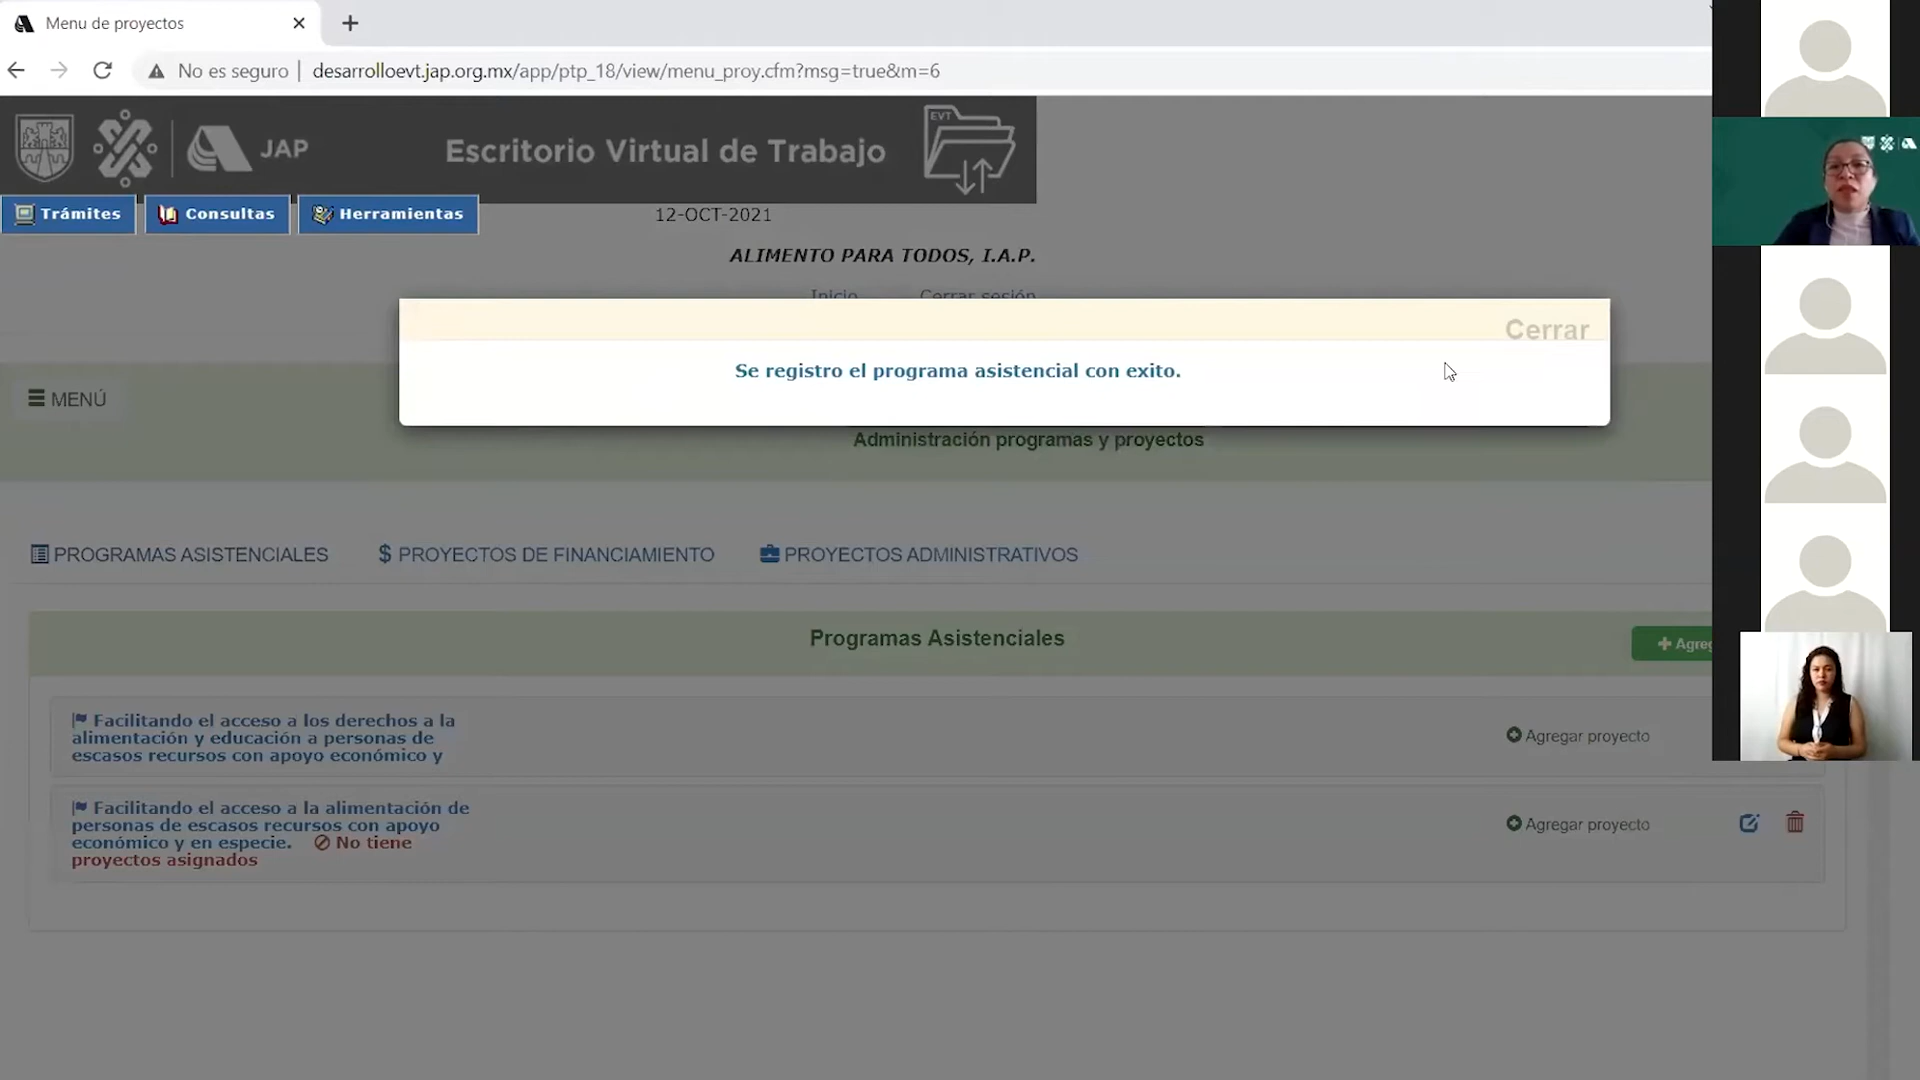 Menu de proyectos
No es seguro | desarrolloevt.jap.org.mx/app/ptp_18/view/menu_proy.cfm?msg=true&m=6
JAP
Escritorio Virtual de Trabajo
EVT
Trámites
Consultas
Herramientas
12-OCT-2021
ALIMENTO PARA TODOS, I.A.P.
Inicio
Cerrar sesión
Cerrar
Se registro el programa asistencial con exito.
MENÚ
Administración programas y proyectos
PROGRAMAS ASISTENCIALES
$ PROYECTOS DE FINANCIAMIENTO
PROYECTOS ADMINISTRATIVOS
Programas Asistenciales
Facilitando el acceso a los derechos a la
alimentación y educación a personas de
escasos recursos con apoyo económico y
Agregar proyecto
Facilitando el acceso a la alimentación de
personas de escasos recursos con apoyo
económico y en especie. No tiene
proyectos asignados
Agregar proyecto